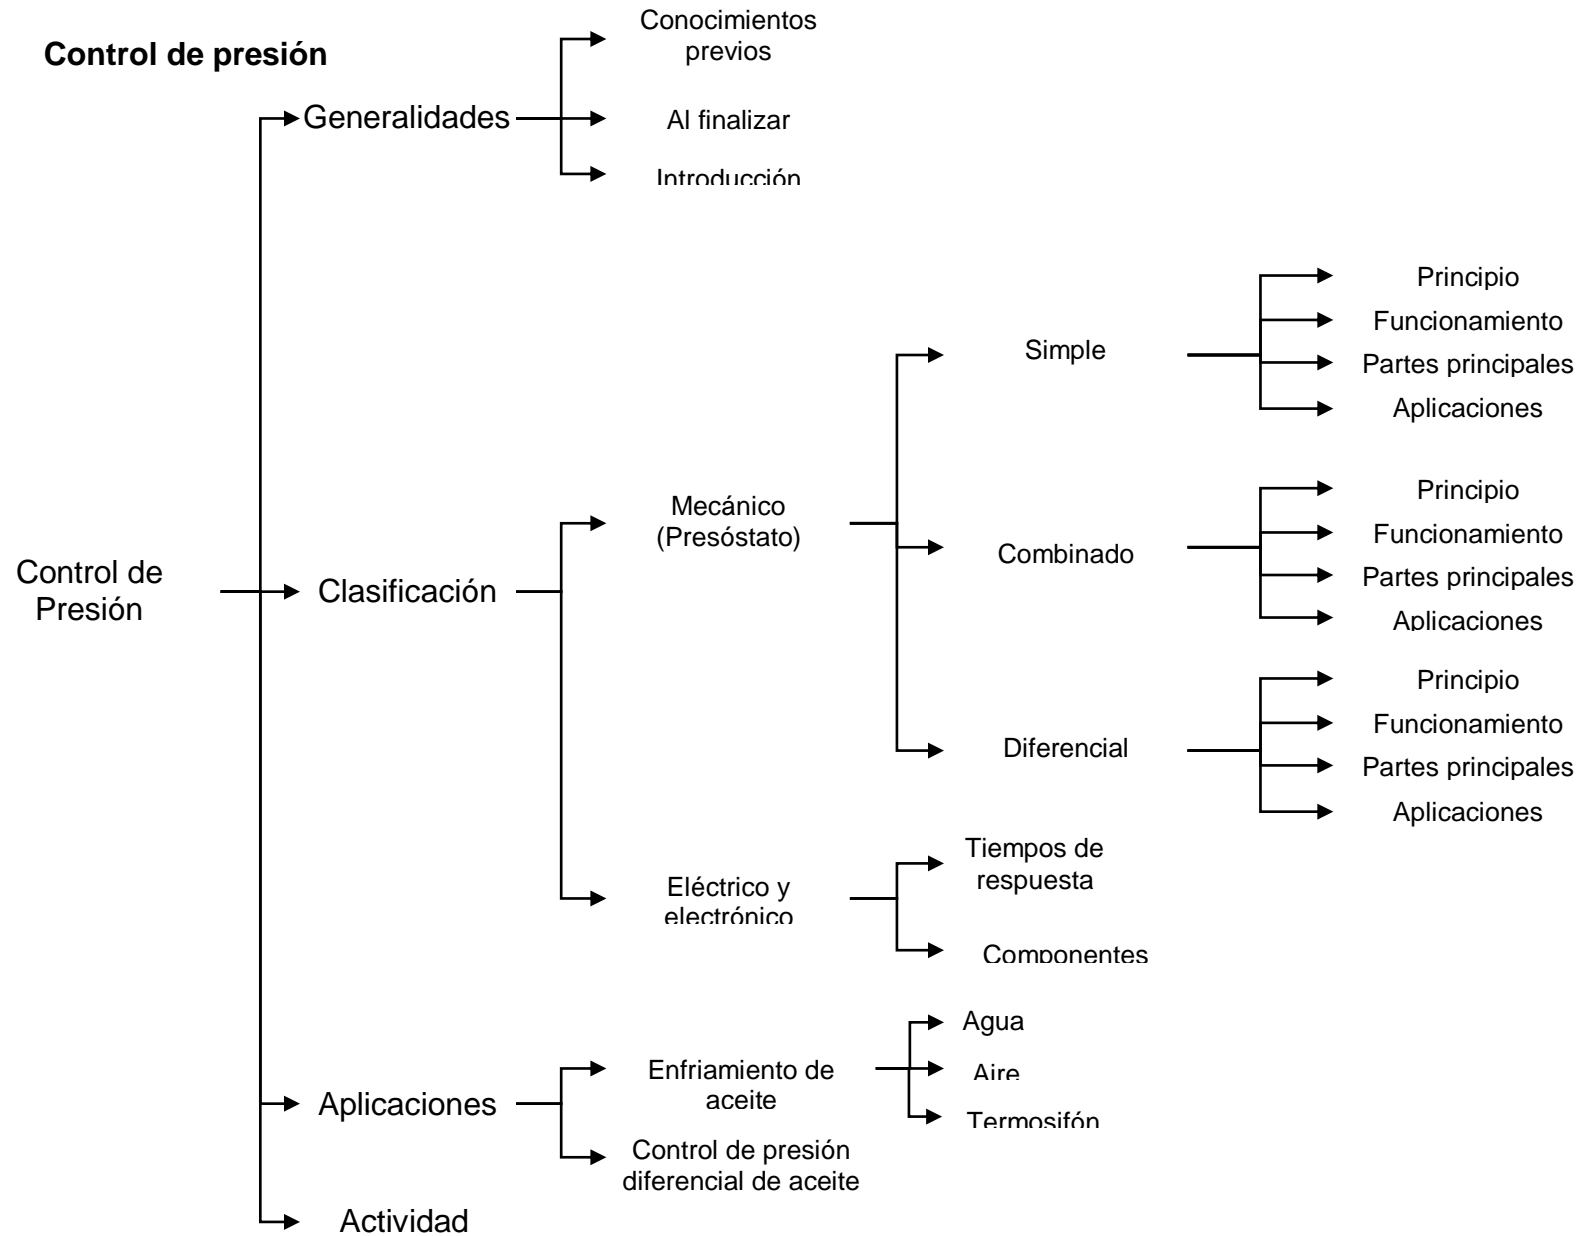 Control de presión
Conocimientos
previos
Generalidades
Al finalizar
Introducción
Control de
Presión
Clasificación
Mecánico
(Presóstato)
Simple
Principio
Funcionamiento
Partes principales
Aplicaciones
Combinado
Principio
Funcionamiento
Partes principales
Aplicaciones
Diferencial
Principio
Funcionamiento
Partes principales
Aplicaciones
Eléctrico y
electrónico
Tiempos de
respuesta
Componentes
Aplicaciones
Enfriamiento de
aceite
Agua
Aire
Termosifón
Control de presión
diferencial de aceite
Actividad